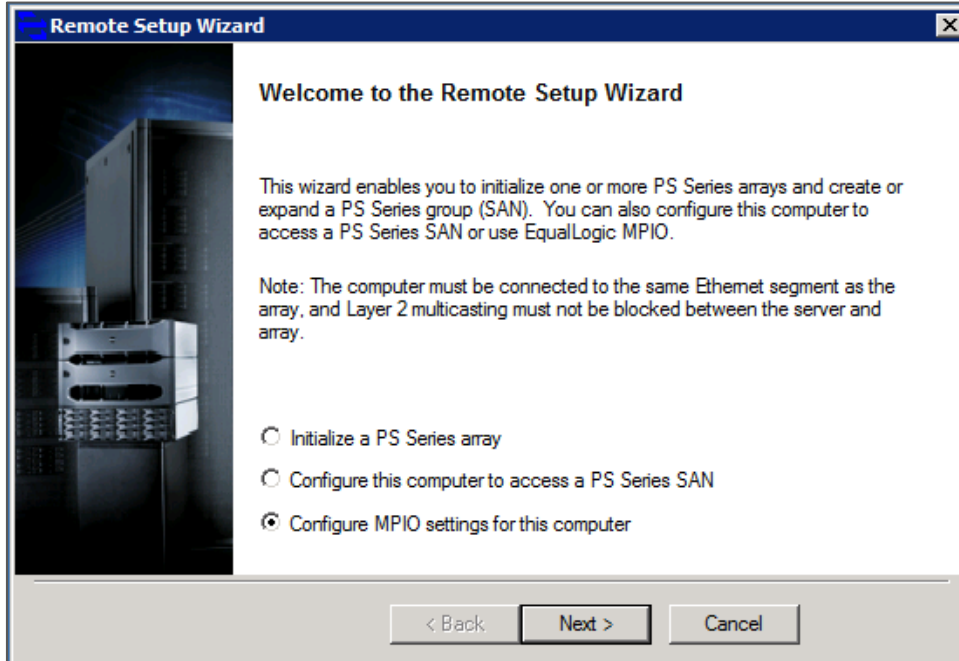 Remote Setup Wizard
Welcome to the Remote Setup Wizard
This wizard enables you to initialize one or more PS Series arrays and create or
expand a PS Series group (SAN).  You can also configure this computer to
access a PS Series SAN or use EqualLogic MPIO.
Note: The computer must be connected to the same Ethernet segment as the
array, and Layer 2 multicasting must not be blocked between the server and
array.
Initialize a PS Series array
Configure this computer to access a PS Series SAN
Configure MPIO settings for this computer
< Back
Next >
Cancel